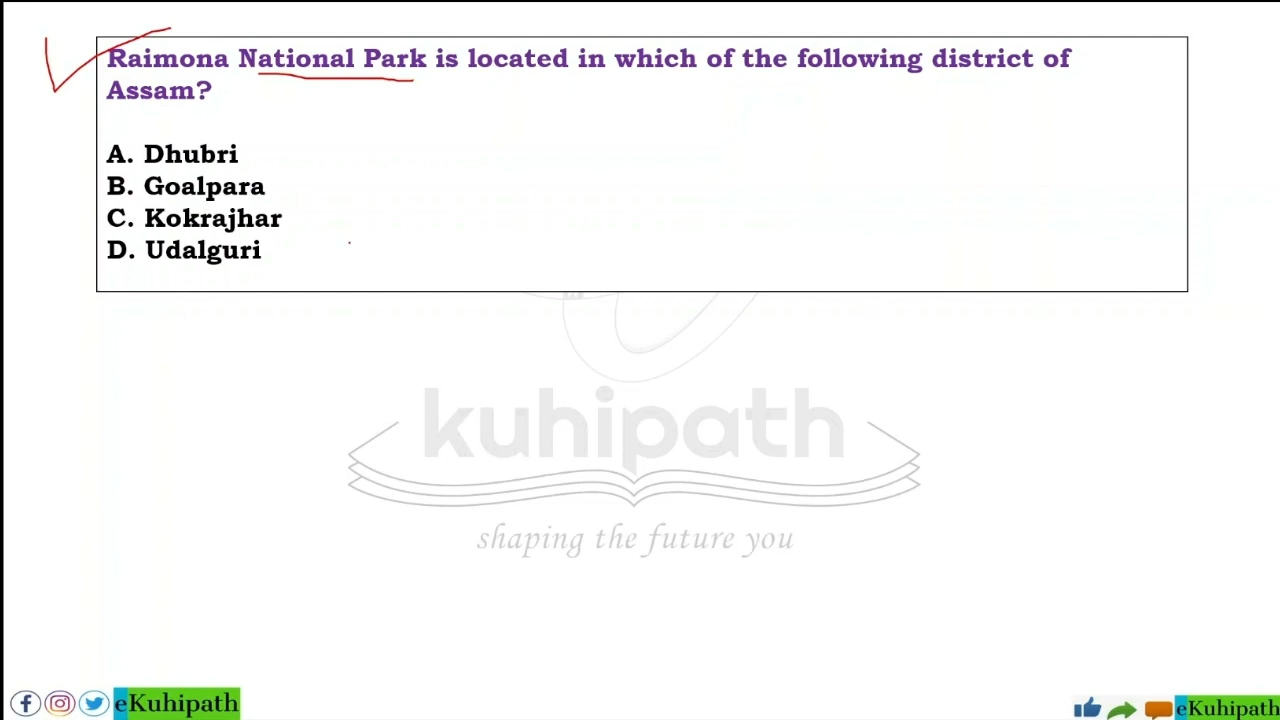 Raimona National Park is located in which of the following district of
Assam?
A. Dhubri
B. Goalpara
C. Kokrajhar
D. Udalguri
kuhipath
shaping the future you
eKuhipath
eKuhipath